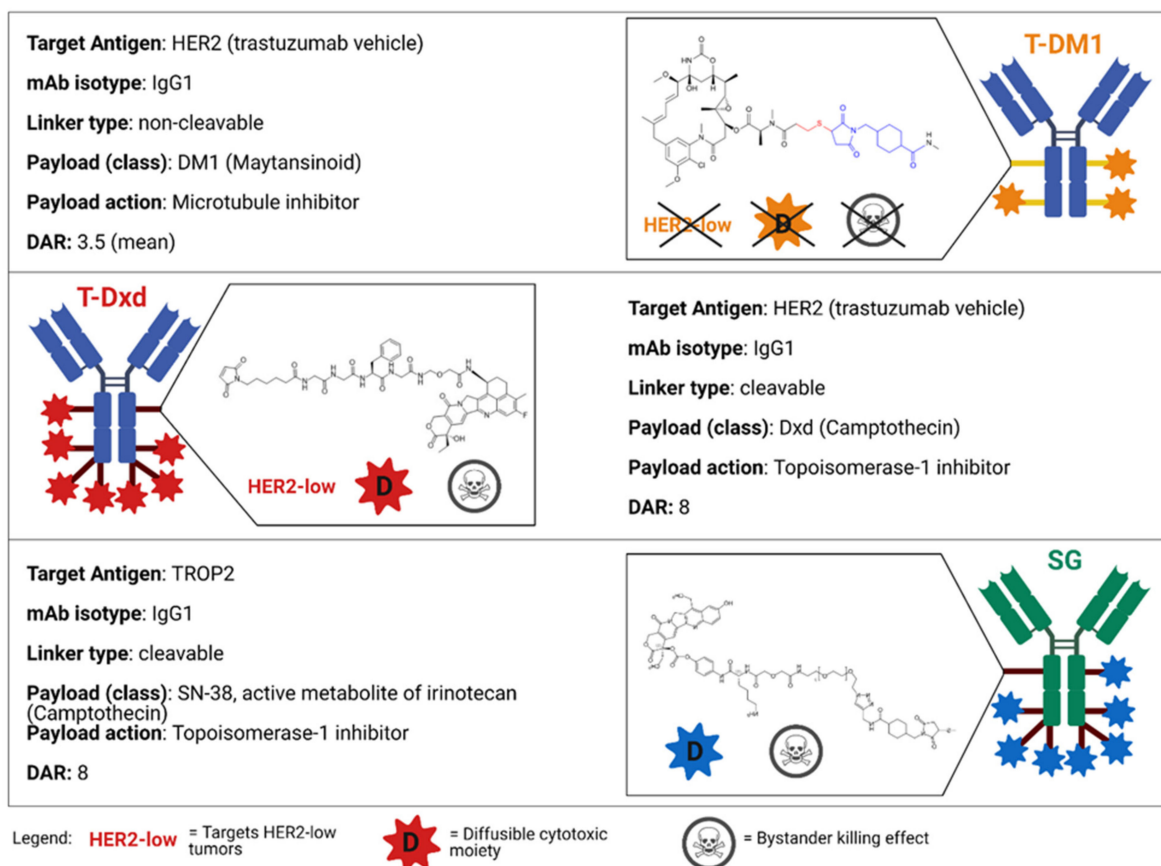 Target Antigen: HER2 (trastuzumab vehicle)
mAb isotype: IgG1
Linker type: non-cleavable
Payload (class): DM1 (Maytansinoid)
Payload action: Microtubule inhibitor
DAR: 3.5 (mean)
T-DM1
HER2-low
D
T-Dxd
HER2-low
D
Target Antigen: HER2 (trastuzumab vehicle)
mAb isotype: IgG1
Linker type: cleavable
Payload (class): Dxd (Camptothecin)
Payload action: Topoisomerase-1 inhibitor
DAR: 8
Target Antigen: TROP2
mAb isotype: IgG1
Linker type: cleavable
Payload (class): SN-38, active metabolite of irinotecan
(Camptothecin)
Payload action: Topoisomerase-1 inhibitor
DAR: 8
SG
D
Legend: HER2-low = Targets HER2-low
tumors
D = Diffusible cytotoxic
moiety
= Bystander killing effect